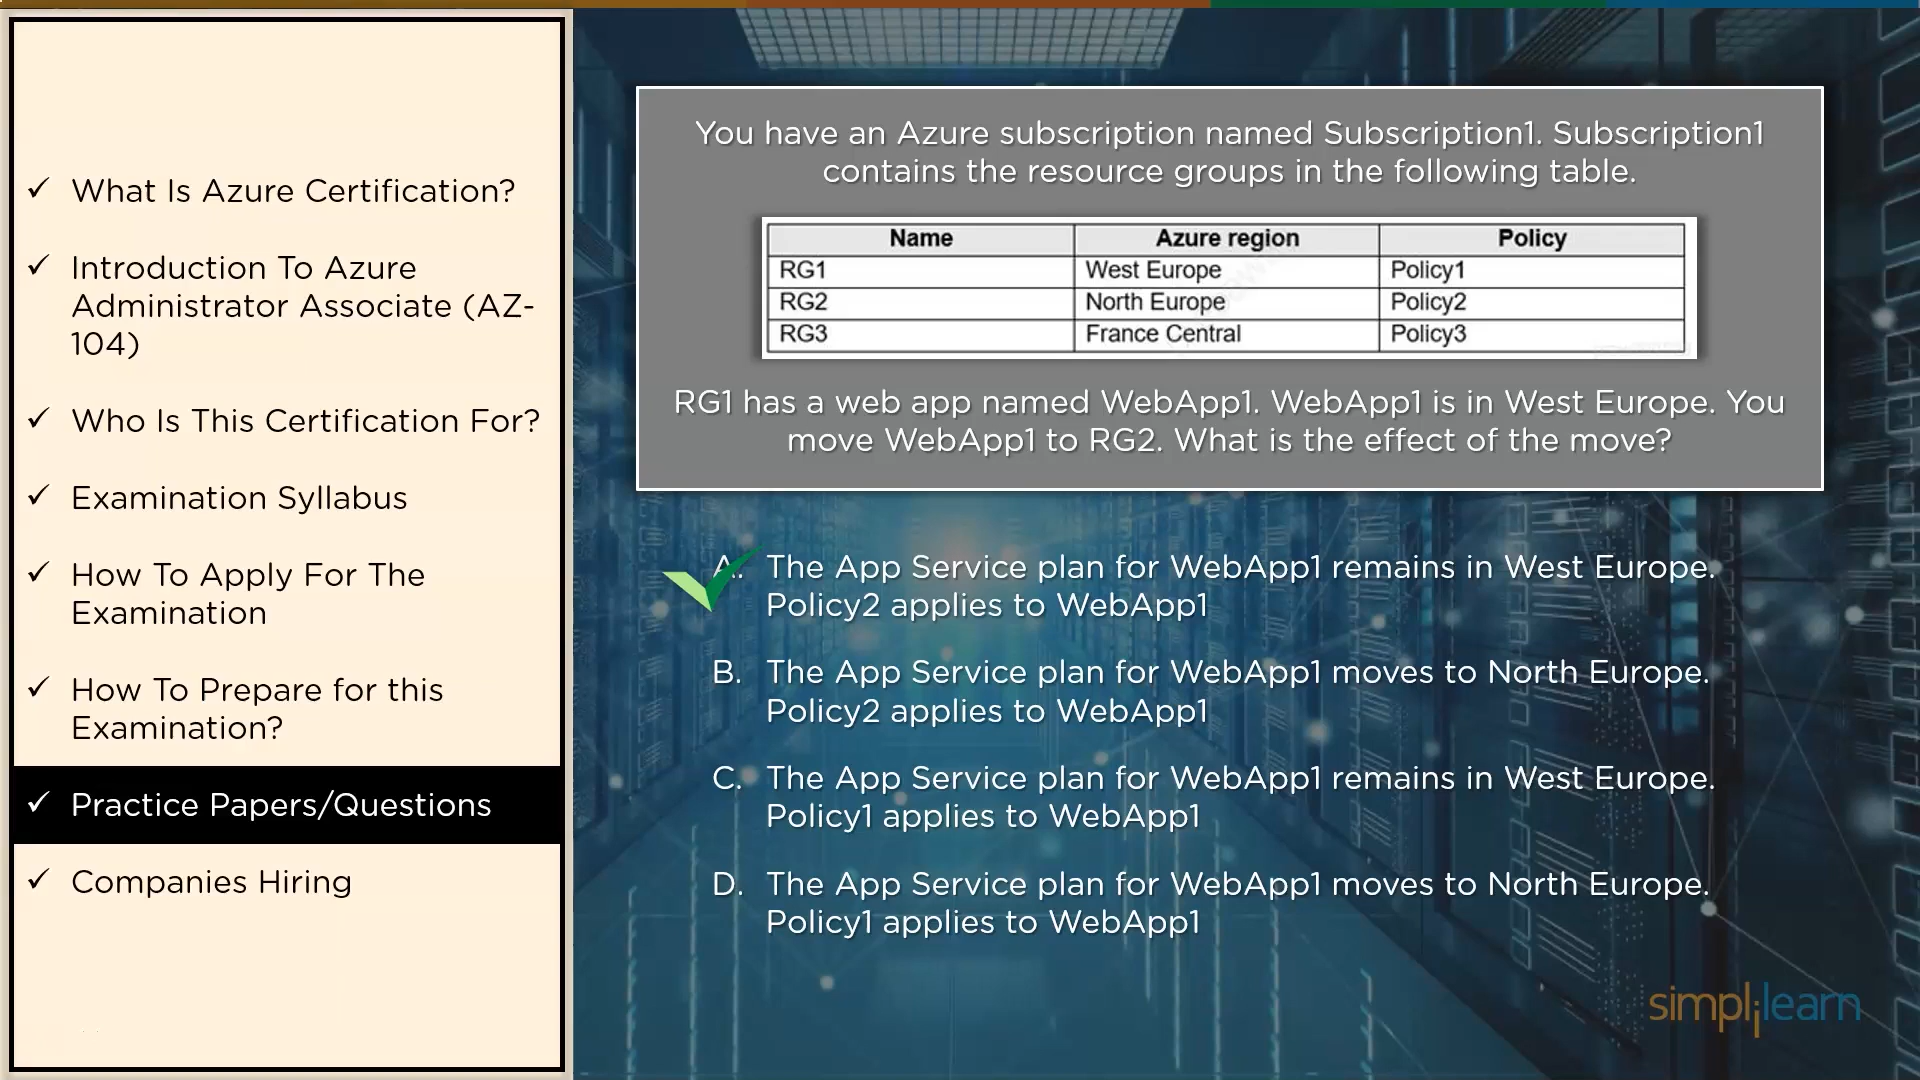 What Is Azure Certification?
Introduction To Azure
Administrator Associate (AZ-
104)
Who Is This Certification For?
Examination Syllabus
How To Apply For The
Examination
How To Prepare for this
Examination?
Practice Papers/Questions
Companies Hiring
You have an Azure subscription named Subscription1. Subscription1
contains the resource groups in the following table.
Name Azure region Policy
RG1 West Europe Policy1
RG2 North Europe Policy2
RG3 France Central Policy3
RG1 has a web app named WebApp1. WebApp1 is in West Europe. You
move WebApp1 to RG2. What is the effect of the move?
A. The App Service plan for WebApp1 remains in West Europe.
Policy2 applies to WebApp1
B. The App Service plan for WebApp1 moves to North Europe.
Policy2 applies to WebApp1
C. The App Service plan for WebApp1 remains in West Europe.
Policy1 applies to WebApp1
D. The App Service plan for WebApp1 moves to North Europe.
Policy1 applies to WebApp1
simplilearn